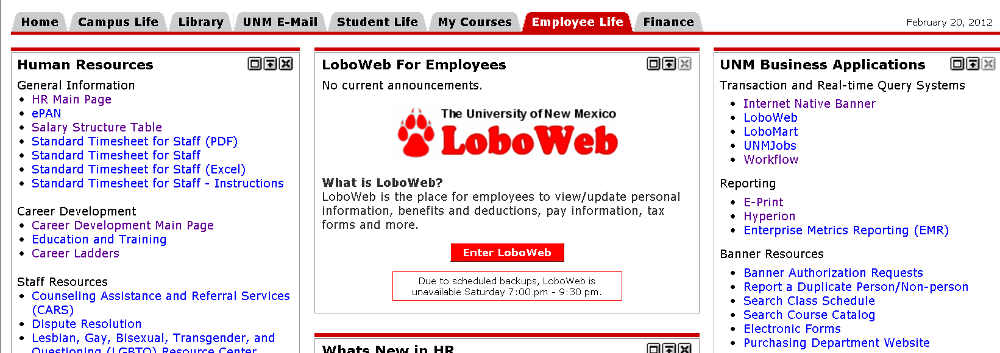 Home Campus Life Library UNM E-Mail Student Life My Courses Employee Life Finance February 20, 2012
Human Resources
General Information
• HR Main Page
• ePAN
• Salary Structure Table
• Standard Timesheet for Staff (PDF)
• Standard Timesheet for Staff
• Standard Timesheet for Staff (Excel)
• Standard Timesheet for Staff - Instructions
Career Development
• Career Development Main Page
• Education and Training
• Career Ladders
Staff Resources
• Counseling Assistance and Referral Services
(CARS)
• Dispute Resolution
• Lesbian, Gay, Bisexual, Transgender, and
Questioning (LGBTQ) Resource Center
LoboWeb For Employees
No current announcements.
The University of New Mexico
LoboWeb
What is LoboWeb?
LoboWeb is the place for employees to view/update personal
information, benefits and deductions, pay information, tax
forms and more.
Enter LoboWeb
Due to scheduled backups, LoboWeb is
unavailable Saturday 7:00 pm - 9:30 pm.
Whats New in HR
UNM Business Applications
Transaction and Real-time Query Systems
• Internet Native Banner
• LoboWeb
• LoboMart
• UNMJobs
• Workflow
Reporting
• E-Print
• Hyperion
• Enterprise Metrics Reporting (EMR)
Banner Resources
• Banner Authorization Requests
• Report a Duplicate Person/Non-person
• Search Class Schedule
• Search Course Catalog
• Electronic Forms
• Purchasing Department Website